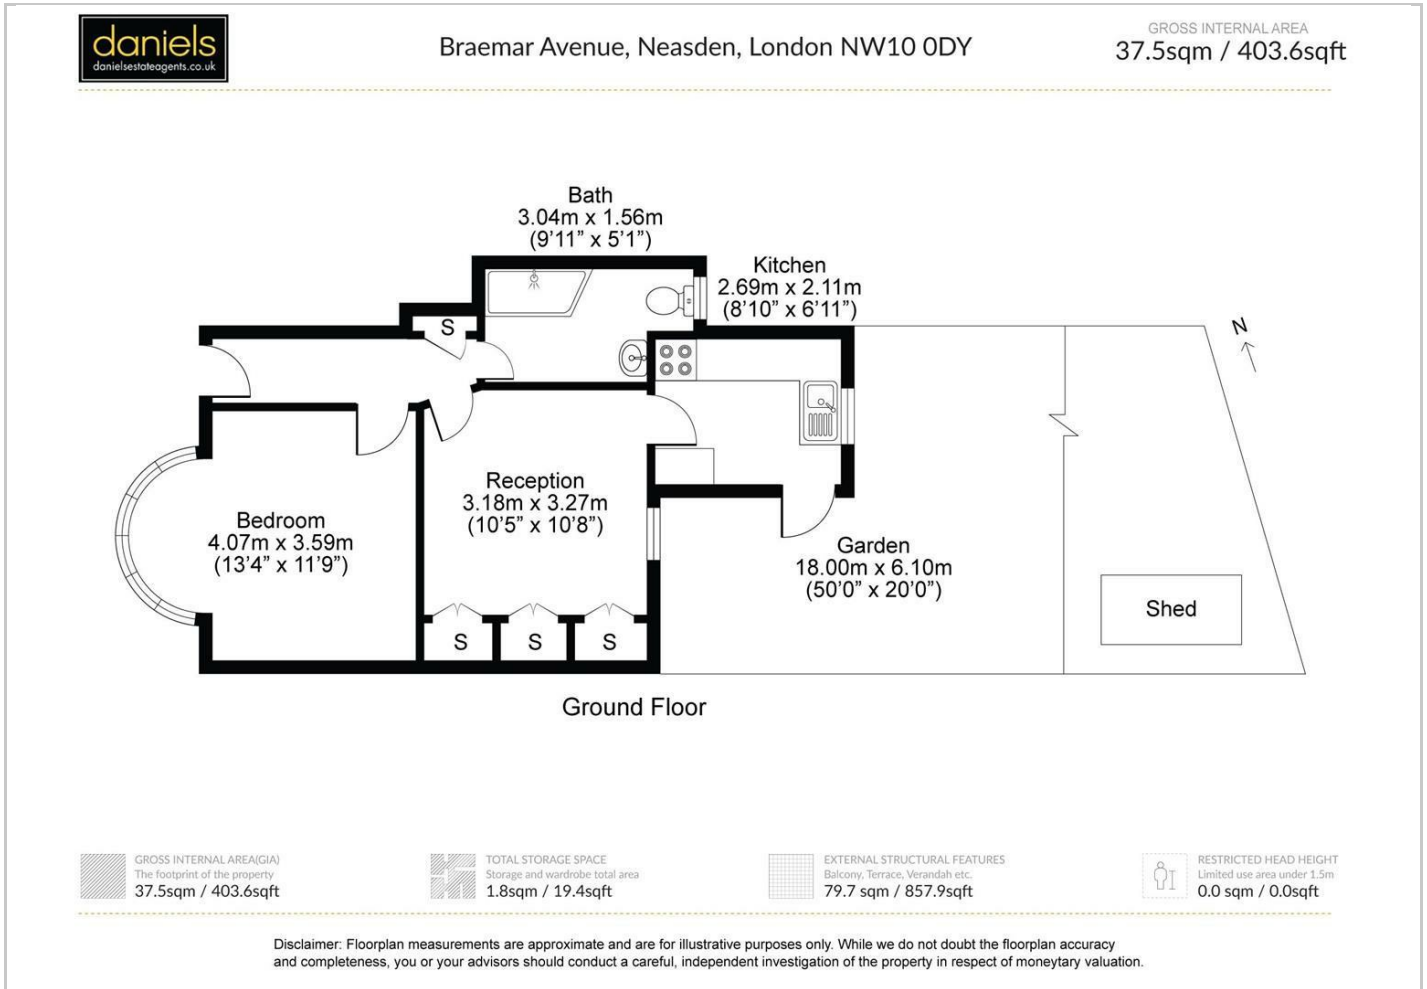 daniels
danielsestateagents.co.uk
Braemar Avenue, Neasden, London NW10 0DY
GROSS INTERNAL AREA
37.5sqm / 403.6sqft
Bath
3.04m x 1.56m
(9'11" x 5'1")
Kitchen
2.69m x 2.11m
(8'10" x 6'11")
S
N
Reception
3.18m x 3.27m
(10'5" x 10'8")
Bedroom
4.07m x 3.59m
(13'4" x 11'9")
Garden
18.00m x 6.10m
(50'0" x 20'0")
Shed
S
S
S
Ground Floor
GROSS INTERNAL AREA(GIA)
The footprint of the property
37.5sqm / 403.6sqft
TOTAL STORAGE SPACE
Storage and wardrobe total area
1.8sqm / 19.4sqft
EXTERNAL STRUCTURAL FEATURES
Balcony, Terrace, Verandah etc.
79.7 sqm / 857.9sqft
RESTRICTED HEAD HEIGHT
Limited use area under 1.5m
0.0 sqm / 0.0sqft
Disclaimer: Floorplan measurements are approximate and are for illustrative purposes only. While we do not doubt the floorplan accuracy
and completeness, you or your advisors should conduct a careful, independent investigation of the property in respect of moneytary valuation.